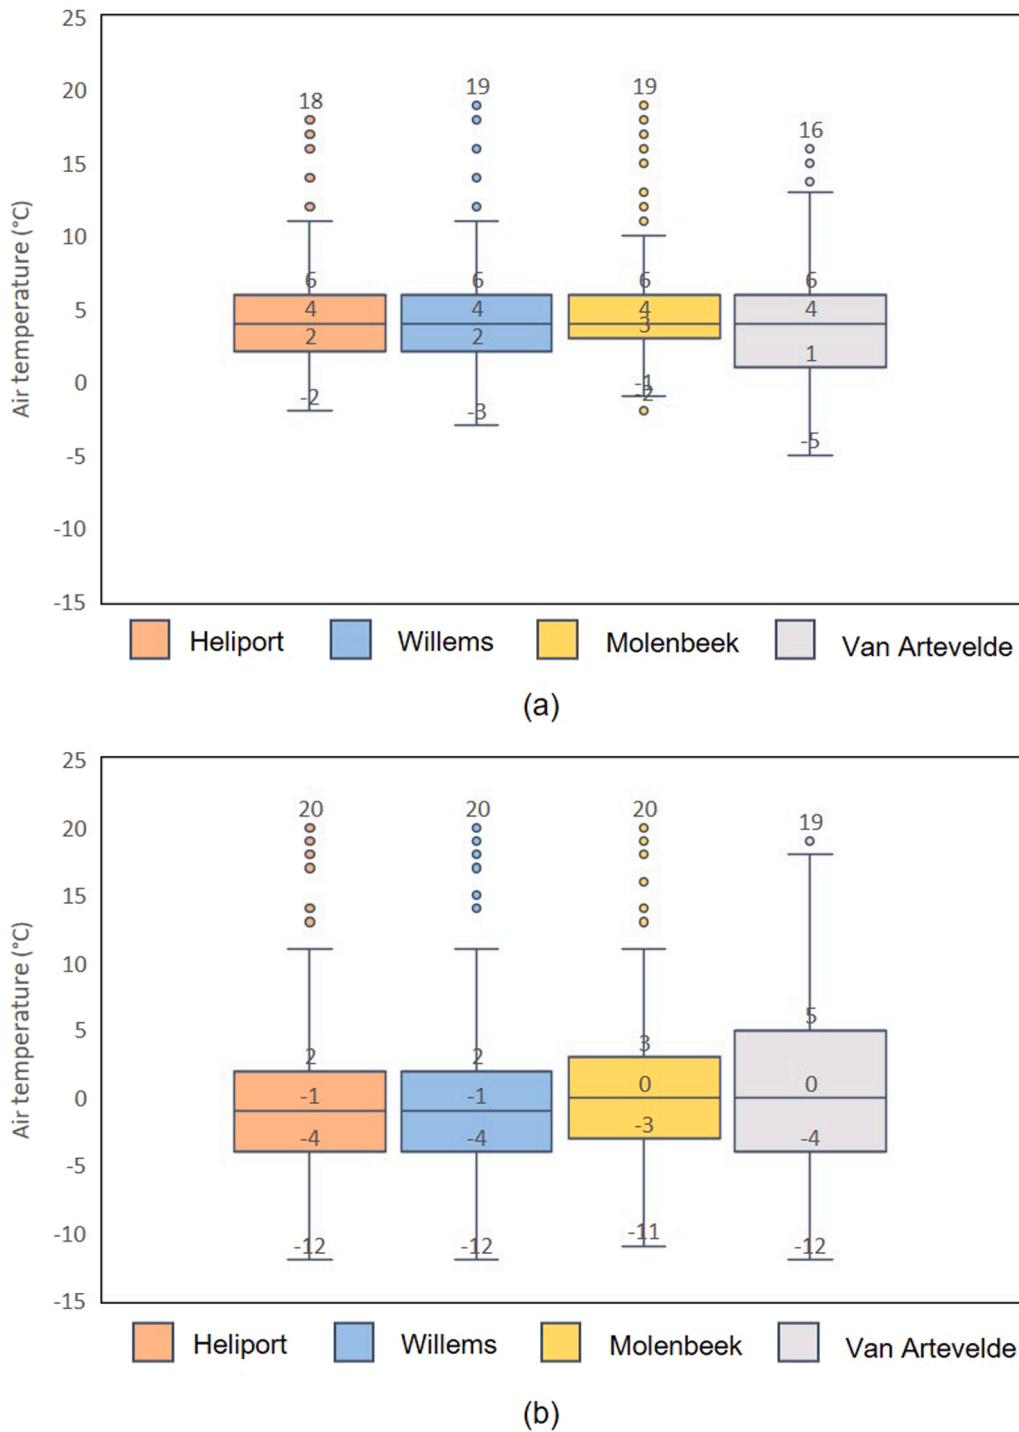 25
20
15
10
5
0
-5
-10
-15
Air temperature (°C)
18 19 19 16
6 6 6 6
4 4 4 4
2 2 3 1
-2 -3 -1 -5
-2
Heliport Willems Molenbeek Van Artevelde
(a)
25
20
15
10
5
0
-5
-10
-15
Air temperature (°C)
20 20 20 19
2 2 3 5
-1 -1 0 0
-4 -4 -3 -4
-12 -12 -11 -12
Heliport Willems Molenbeek Van Artevelde
(b)